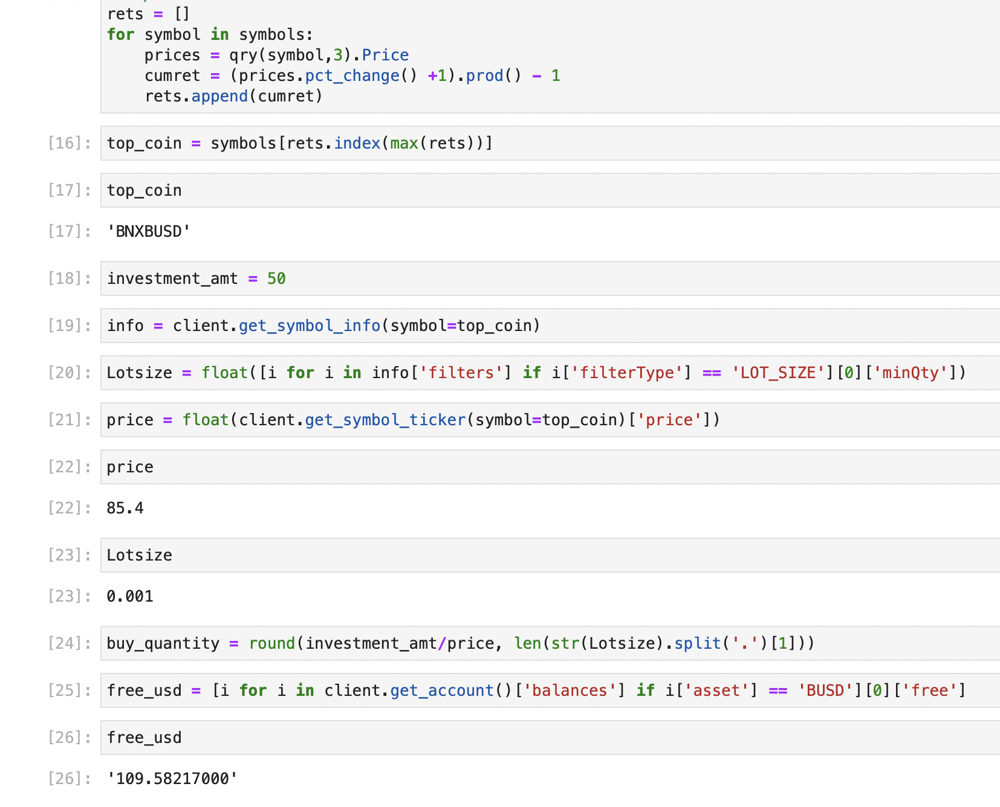 rets = []
for symbol in symbols:
    prices = qry(symbol,3).Price
    cumret = (prices.pct_change() +1).prod() - 1
    rets.append(cumret)
[16]: top_coin = symbols[rets.index(max(rets))]
[17]: top_coin
[17]: 'BNXBUSD'
[18]: investment_amt = 50
[19]: info = client.get_symbol_info(symbol=top_coin)
[20]: Lotsize = float([i for i in info['filters'] if i['filterType'] == 'LOT_SIZE'][0]['minQty'])
[21]: price = float(client.get_symbol_ticker(symbol=top_coin)['price'])
[22]: price
[22]: 85.4
[23]: Lotsize
[23]: 0.001
[24]: buy_quantity = round(investment_amt/price, len(str(Lotsize).split('.')[1]))
[25]: free_usd = [i for i in client.get_account()['balances'] if i['asset'] == 'BUSD'][0]['free']
[26]: free_usd
[26]: '109.58217000'